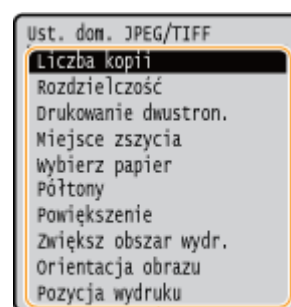 Ust. dom. JPEG/TIFF
Liczba kopii
Rozdzielczość
Drukowanie dwustron.
Miejsce zszycia
Wybierz papier
Półtony
Powiększenie
Zwiększ obszar wydr.
Orientacja obrazu
Pozycja wydruku